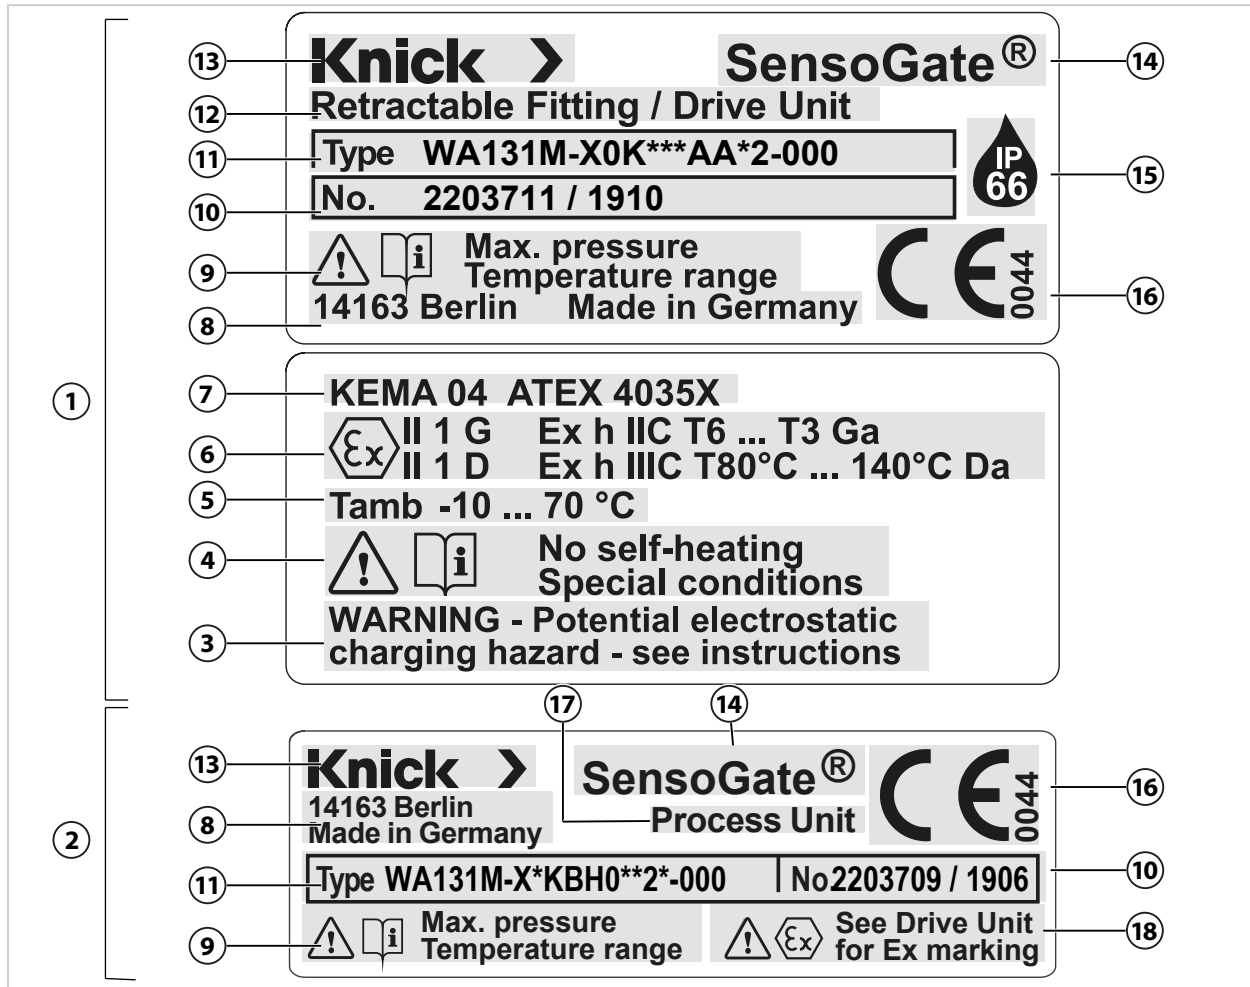 13 Knick > SensoGate® 14
12 Retractable Fitting / Drive Unit
11 Type WA131M-X0K***AA*2-000
IP
66 15
10 No. 2203711 / 1910
9 Max. pressure
Temperature range
CE 0044 16
8 14163 Berlin Made in Germany
1
7 KEMA 04 ATEX 4035X
6 Ex II 1 G Ex h IIC T6 ... T3 Ga
II 1 D Ex h IIIC T80°C ... 140°C Da
5 Tamb -10 ... 70 °C
4 i No self-heating
Special conditions
3 WARNING - Potential electrostatic
charging hazard - see instructions
17 14
2
13 Knick > SensoGate®
CE 0044 16
8 14163 Berlin
Made in Germany
Process Unit
11 Type WA131M-X*KBH0**2*-000 No. 2203709 / 1906 10
9 Max. pressure
Temperature range
Ex See Drive Unit
for Ex marking 18